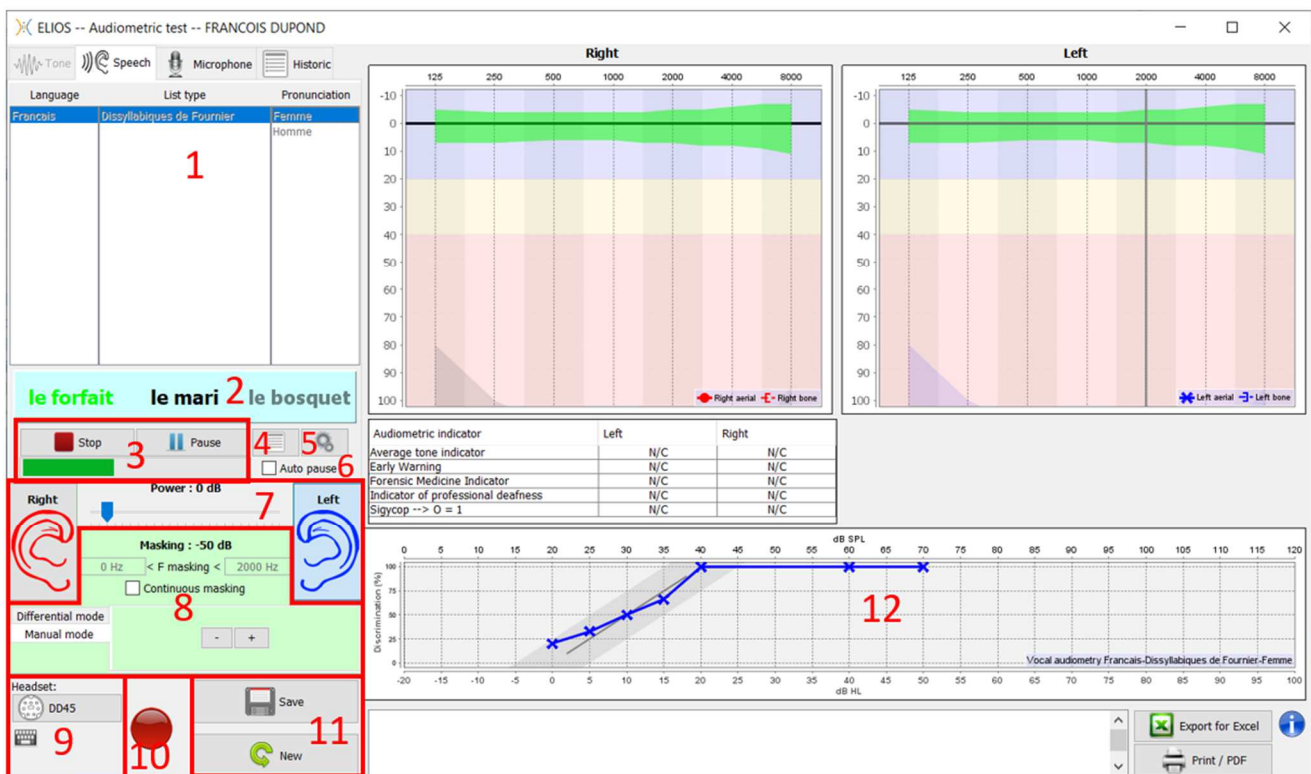 ELIOS -- Audiometric test -- FRANCOIS DUPOND
Tone Speech Microphone Historic
Language List type Pronunciation
Francais Dissyllabiques de Fournier Femme
Homme
1
le forfait le mari 2 le bosquet
Stop Pause 4 5
3
Auto pause 6
Right Power : 0 dB 7 Left
Masking : -50 dB
0 Hz < F masking < 2000 Hz
Continuous masking
8
Differential mode
Manual mode - +
Headset:
DD45
9 10
Save
New 11
Right
125 250 500 1000 2000 4000 8000
-10
0
10
20
30
40
50
60
70
80
90
100
Right aerial Right bone
Left
125 250 500 1000 2000 4000 8000
-10
0
10
20
30
40
50
60
70
80
90
100
Left aerial Left bone
Audiometric indicator Left Right
Average tone indicator N/C N/C
Early Warning N/C N/C
Forensic Medicine Indicator N/C N/C
Indicator of professional deafness N/C N/C
Sigycop --> O = 1 N/C N/C
dB SPL
0 5 10 15 20 25 30 35 40 45 50 55 60 65 70 75 80 85 90 95 100 105 110 115 120
Discrimination (%)
100
75
50
25
0
12
Vocal audiometry Francais-Dissyllabiques de Fournier-Femme
-20 -15 -10 -5 0 5 10 15 20 25 30 35 40 45 50 55 60 65 70 75 80 85 90 95 100
dB HL
Export for Excel
Print / PDF